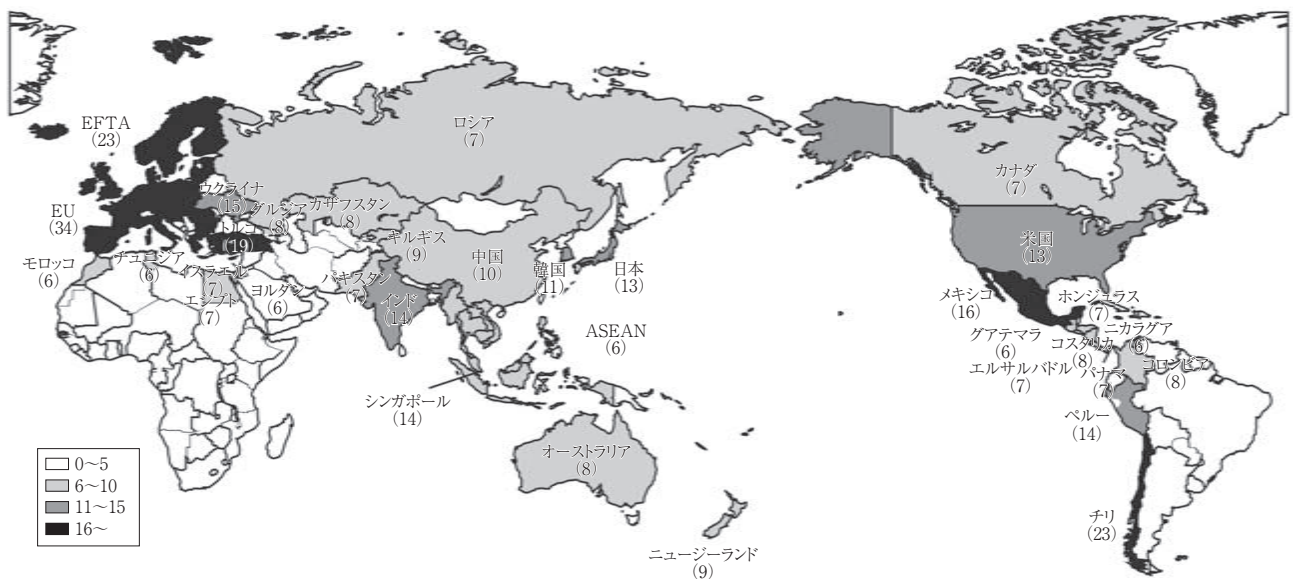 EFTA
(23)
ロシア
(7)
カナダ
(7)
ウクライナ
(15)
EU
(34)
グルジア
(8)
カザフスタン
(8)
トルコ
(19)
キルギス
(9)
中国
(10)
韓国
(11)
日本
(13)
米国
(13)
モロッコ
(6)
チュニジア
(6)
イスラエル
(7)
エジプト
(7)
ヨルダン
(6)
パキスタン
(7)
インド
(14)
ASEAN
(6)
メキシコ
(16)
ホンジュラス
(7)
グアテマラ
(6)
ニカラグア
(6)
コスタリカ
(8)
エルサルバドル
(7)
パナマ
(7)
コロンビア
(8)
シンガポール
(14)
ペルー
(14)
オーストラリア
(8)
チリ
(23)
ニュージーランド
(9)
0～5
6～10
11～15
16～